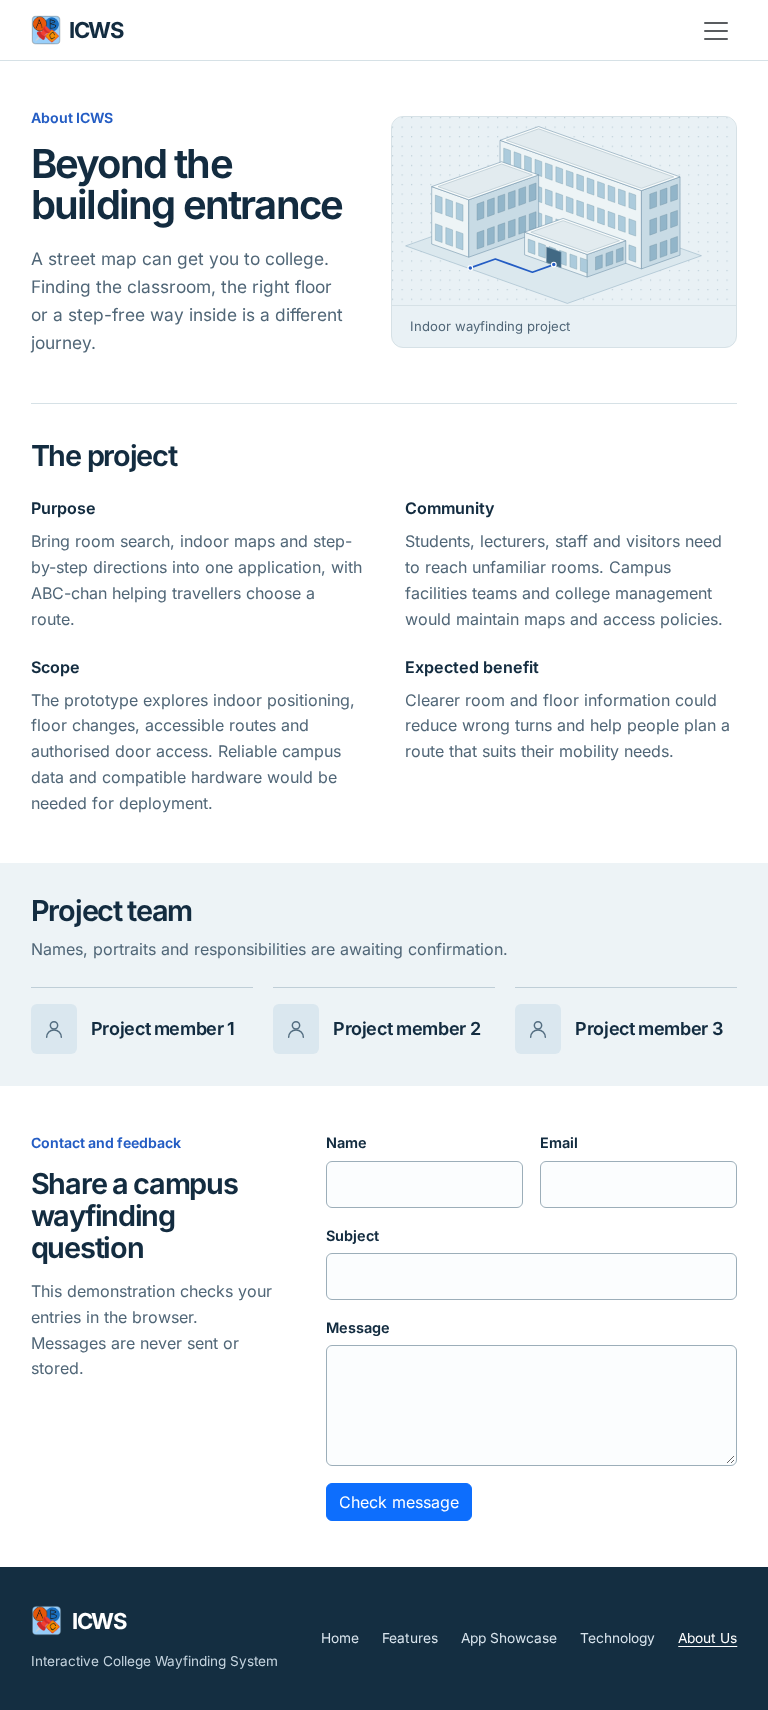 ABC ICWS
About ICWS
Beyond the
building entrance
A street map can get you to college.
Finding the classroom, the right floor
or a step-free way inside is a different
journey.
Indoor wayfinding project
The project
Purpose
Bring room search, indoor maps and step-
by-step directions into one application, with
ABC-chan helping travellers choose a
route.
Community
Students, lecturers, staff and visitors need
to reach unfamiliar rooms. Campus
facilities teams and college management
would maintain maps and access policies.
Scope
The prototype explores indoor positioning,
floor changes, accessible routes and
authorised door access. Reliable campus
data and compatible hardware would be
needed for deployment.
Expected benefit
Clearer room and floor information could
reduce wrong turns and help people plan a
route that suits their mobility needs.
Project team
Names, portraits and responsibilities are awaiting confirmation.
Project member 1
Project member 2
Project member 3
Contact and feedback
Share a campus
wayfinding
question
This demonstration checks your
entries in the browser.
Messages are never sent or
stored.
Name
Email
Subject
Message
Check message
ABC ICWS
Interactive College Wayfinding System
Home Features App Showcase Technology About Us